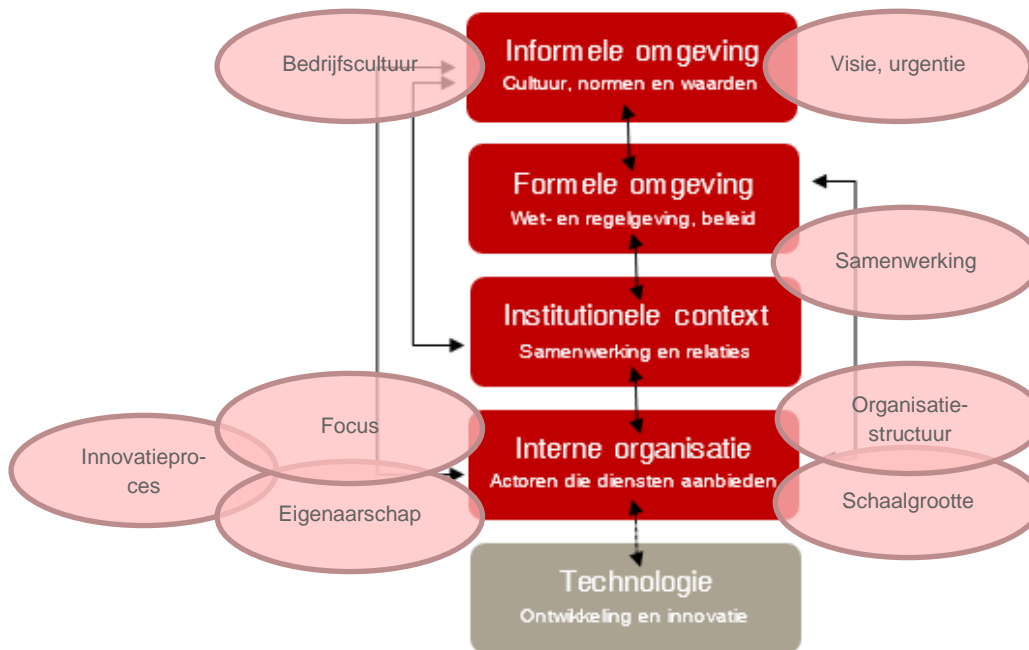 Bedrijfscultuur
Informele omgeving
Cultuur, normen en waarden
Visie, urgentie
Formele omgeving
Wet- en regelgeving, beleid
Samenwerking
Institutionele context
Samenwerking en relaties
Focus
Organisatie-
structuur
Innovatiepro-
ces
Interne organisatie
Actoren die diensten aanbieden
Eigenaarschap
Schaalgrootte
Technologie
Ontwikkeling en innovatie